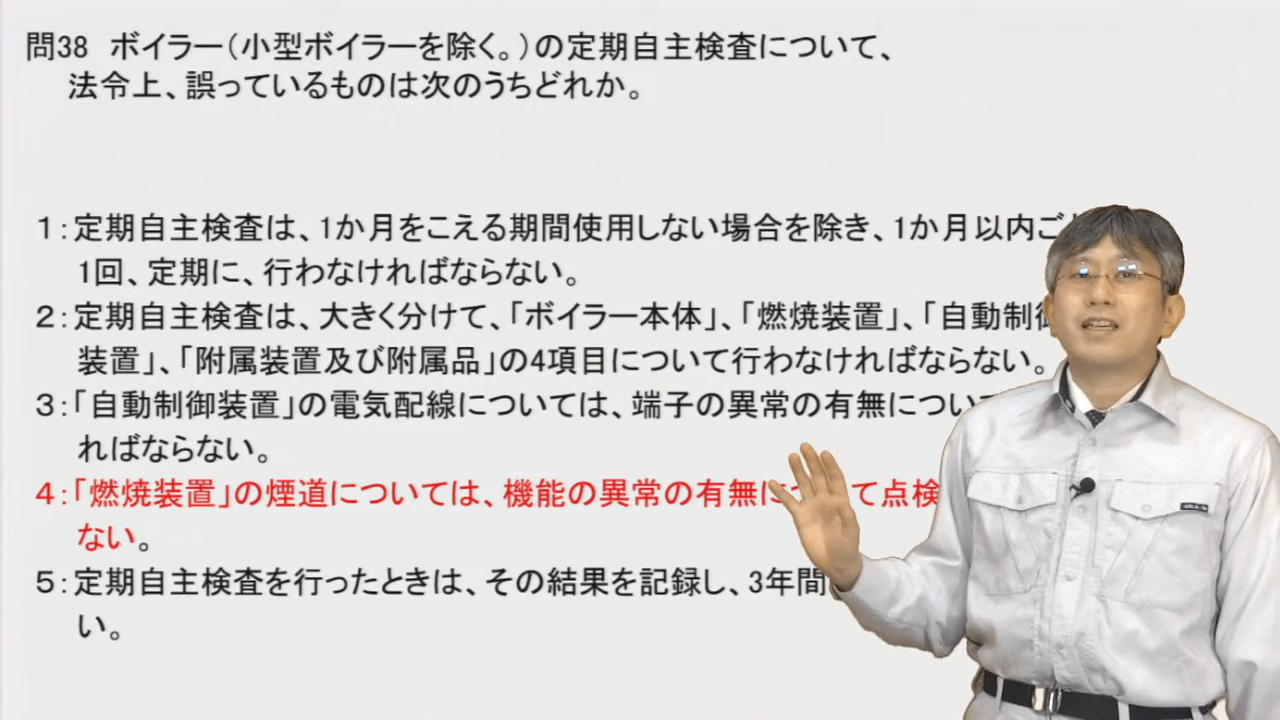 問38　ボイラー（小型ボイラーを除く。）の定期自主検査について、
法令上、誤っているものは次のうちどれか。
1：定期自主検査は、1か月をこえる期間使用しない場合を除き、1か月以内ご
1回、定期に、行わなければならない。
2：定期自主検査は、大きく分けて、「ボイラー本体」、「燃焼装置」、「自動制御
装置」、「附属装置及び附属品」の4項目について行わなければならない。
3：「自動制御装置」の電気配線については、端子の異常の有無につい
ればならない。
4：「燃焼装置」の煙道については、機能の異常の有無に　て点検
ない。
5：定期自主検査を行ったときは、その結果を記録し、3年間
い。